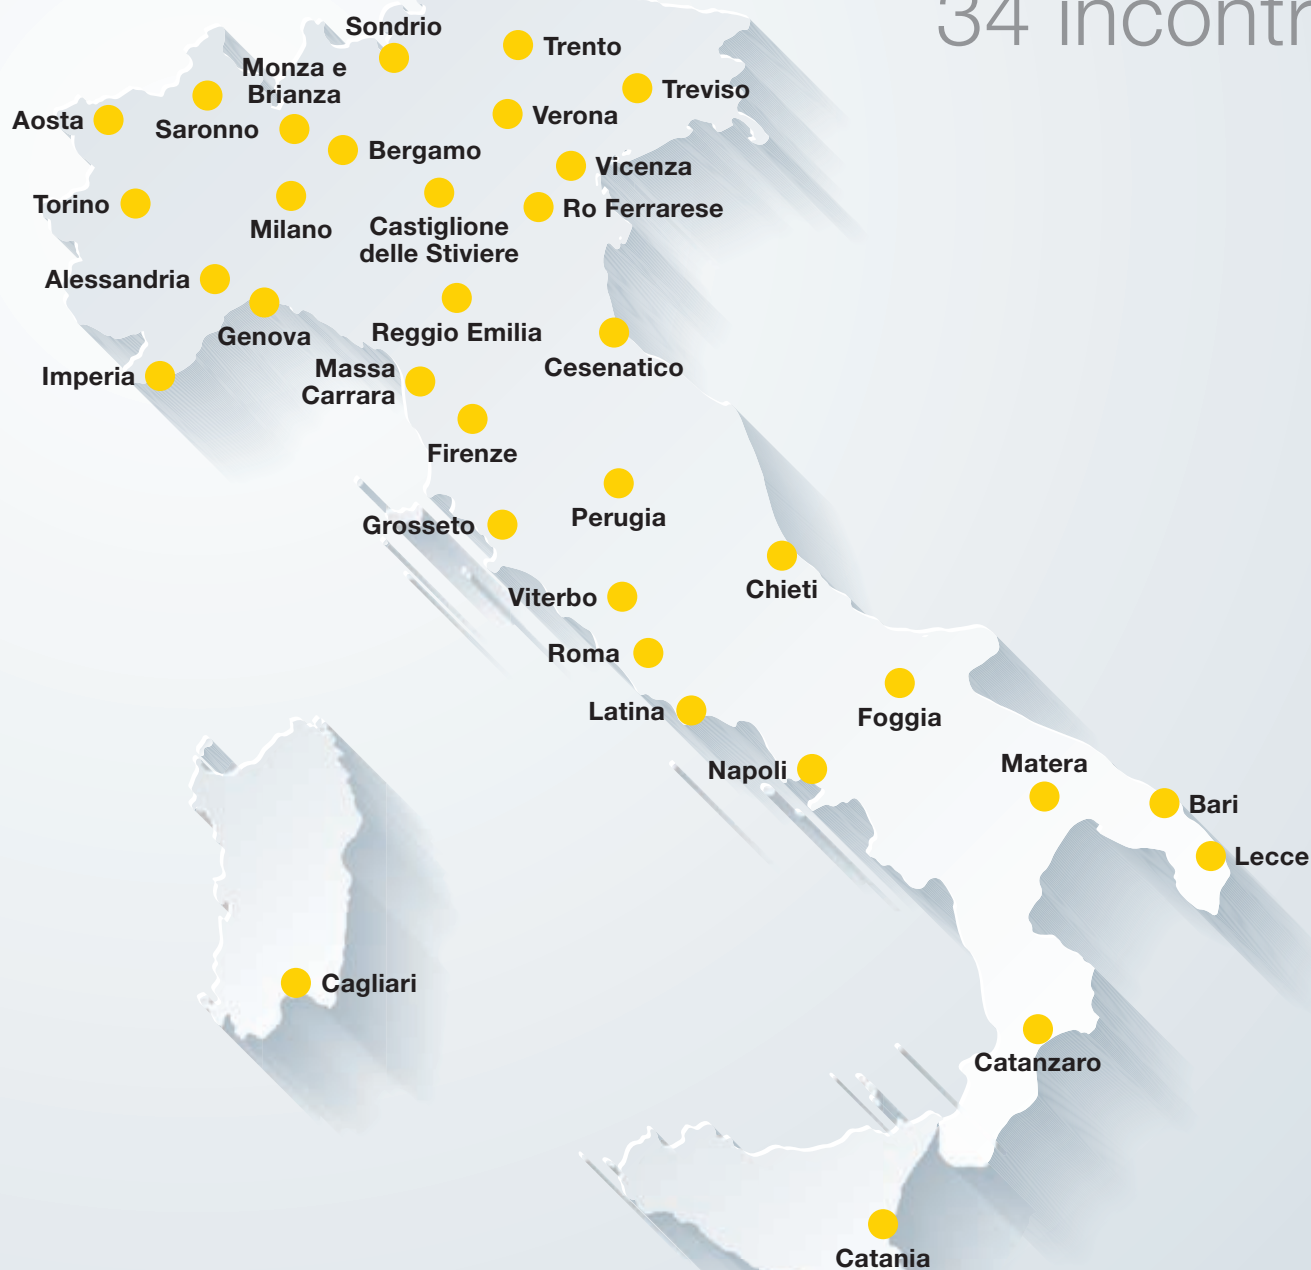 34 incontr
Sondrio
Trento
Monza e
Brianza
Treviso
Aosta
Saronno
Verona
Bergamo
Vicenza
Torino
Milano
Castiglione
delle Stiviere
Ro Ferrarese
Alessandria
Genova
Reggio Emilia
Cesenatico
Imperia
Massa
Carrara
Firenze
Grosseto
Perugia
Chieti
Viterbo
Roma
Latina
Foggia
Napoli
Matera
Bari
Lecce
Cagliari
Catanzaro
Catania